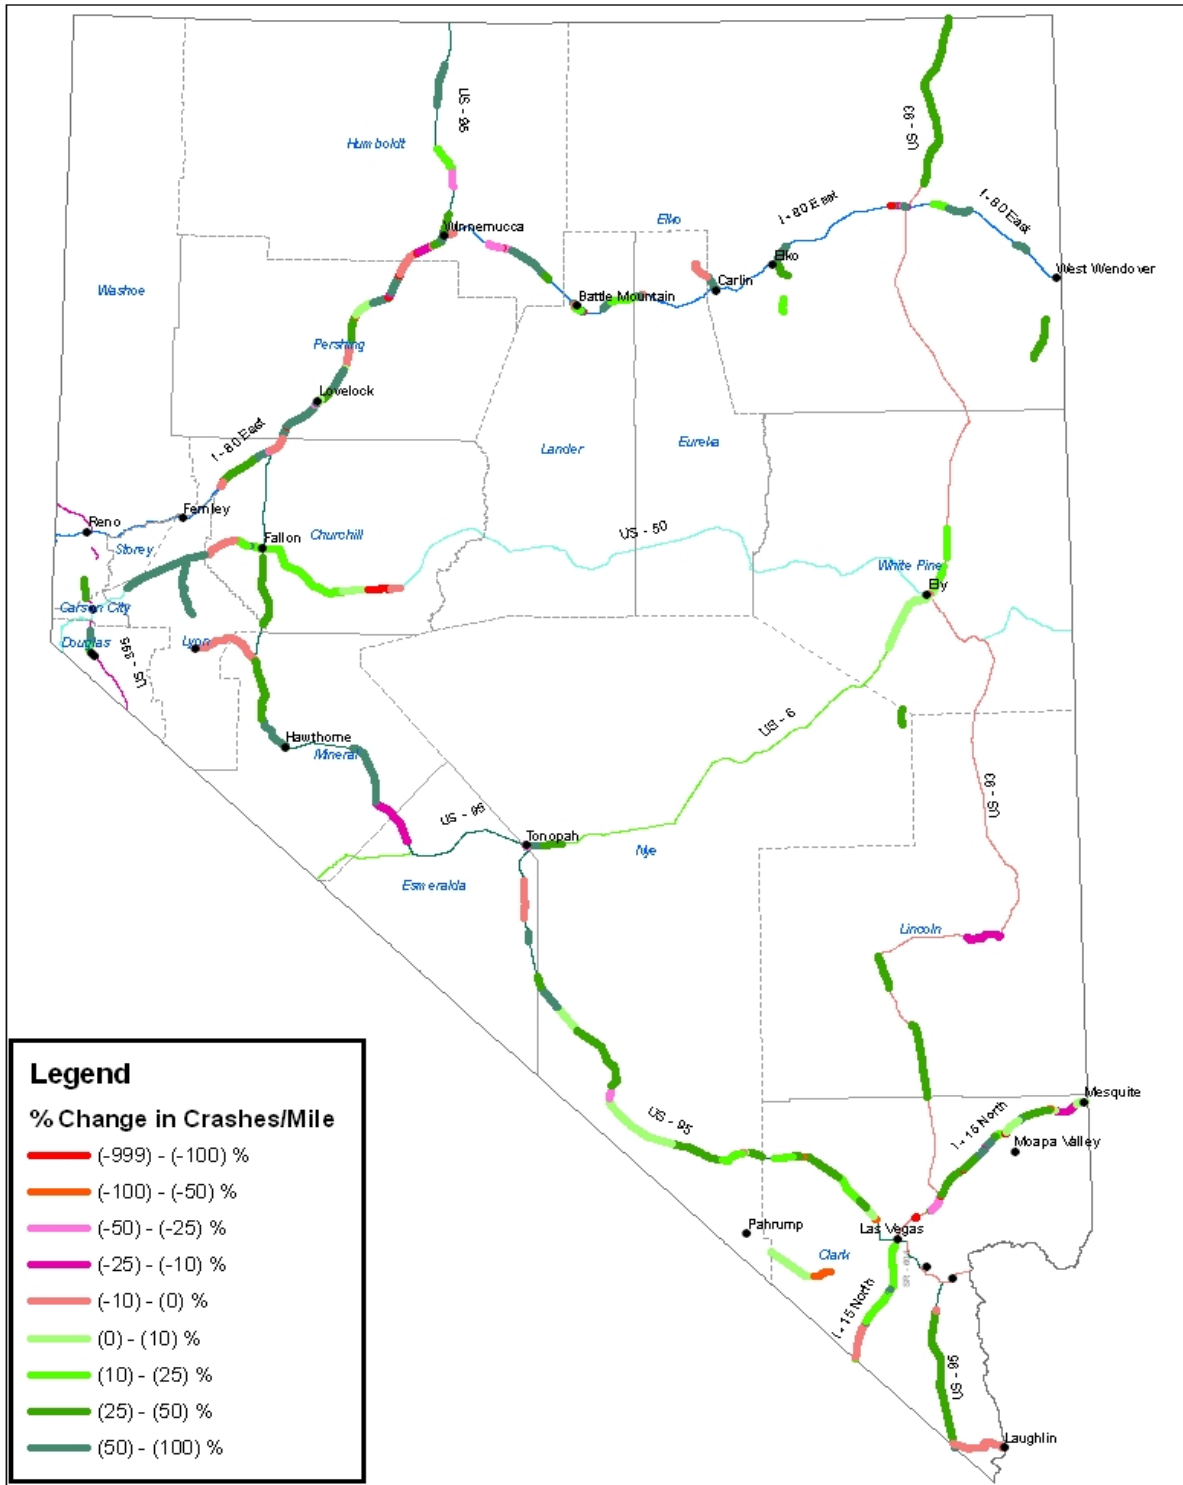 US - 95
US - 93
Humboldt
Winnemucca
Elko
I - 80 East
I - 80 East
Elko
West Wendover
Washoe
Carlin
Battle Mountain
Pershing
Lovelock
I - 80 East
Lander
Eureka
Reno
Fernley
Storey
Fallon
Churchill
US - 50
White Pine
Ely
Carson City
Douglas
Lyon
US - 395
Hawthorne
Mineral
US - 6
US - 95
US - 93
Tonopah
Nye
Esmeralda
Lincoln
US - 95
Mesquite
I - 15 North
Moapa Valley
Pahrump
Las Vegas
Clark
I - 15 North
US - 95
Laughlin
Legend
% Change in Crashes/Mile
(-999) - (-100) %
(-100) - (-50) %
(-50) - (-25) %
(-25) - (-10) %
(-10) - (0) %
(0) - (10) %
(10) - (25) %
(25) - (50) %
(50) - (100) %